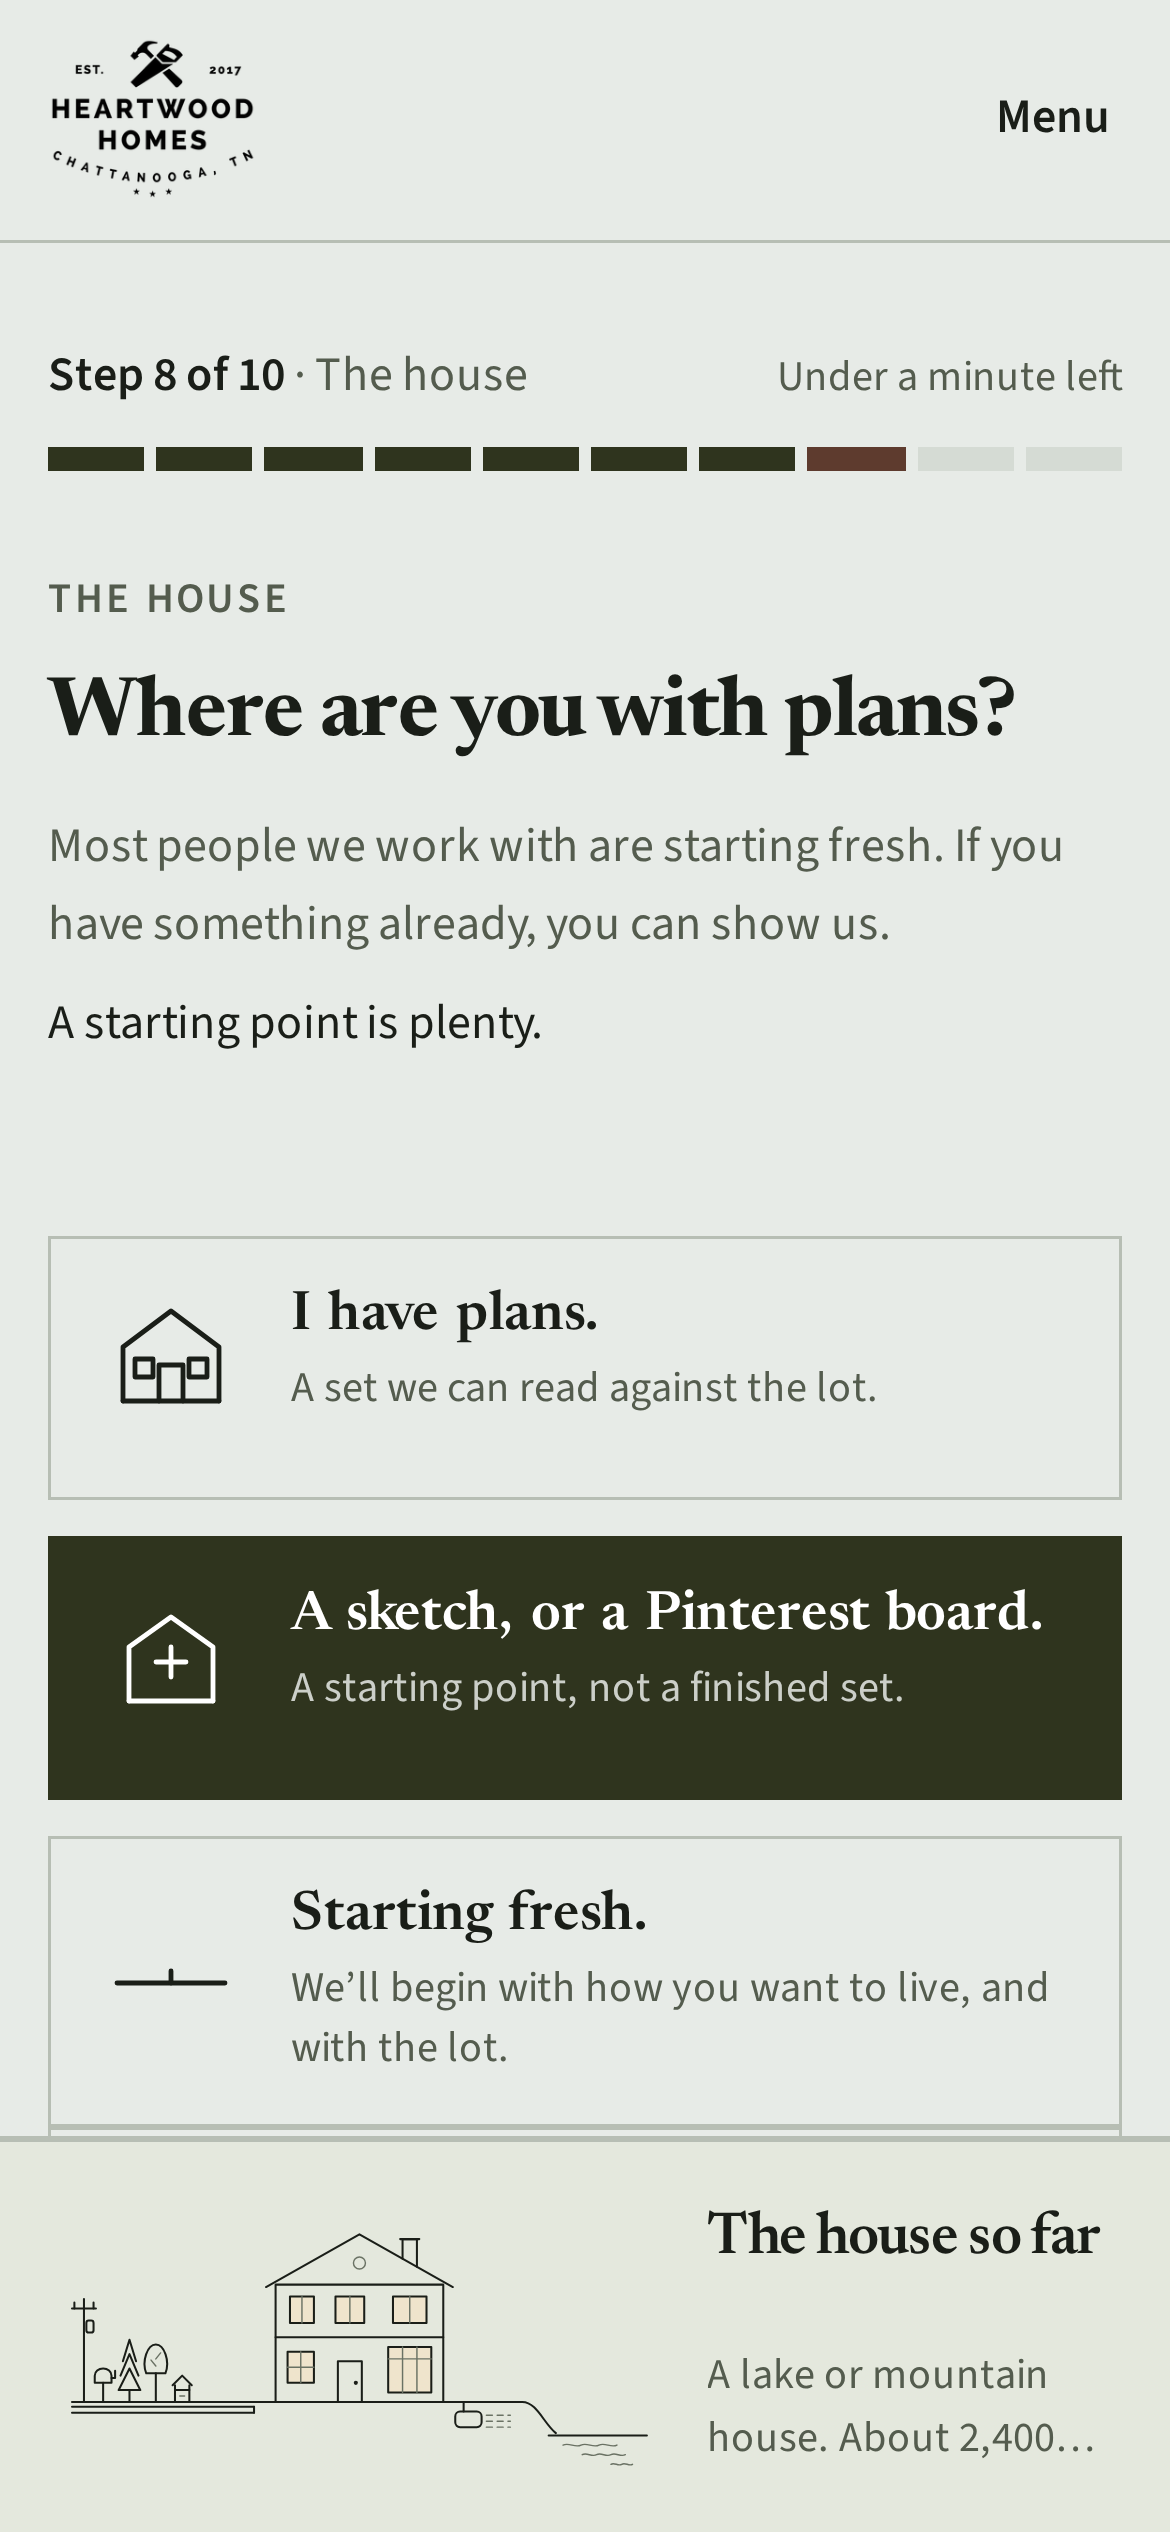 EST. 2017
HEARTWOOD
HOMES
CHATTANOOGA, TN
Menu
Step 8 of 10 · The house
Under a minute left
THE HOUSE
Where are you with plans?
Most people we work with are starting fresh. If you
have something already, you can show us.
A starting point is plenty.
I have plans.
A set we can read against the lot.
A sketch, or a Pinterest board.
A starting point, not a finished set.
Starting fresh.
We’ll begin with how you want to live, and
with the lot.
The house so far
A lake or mountain
house. About 2,400…